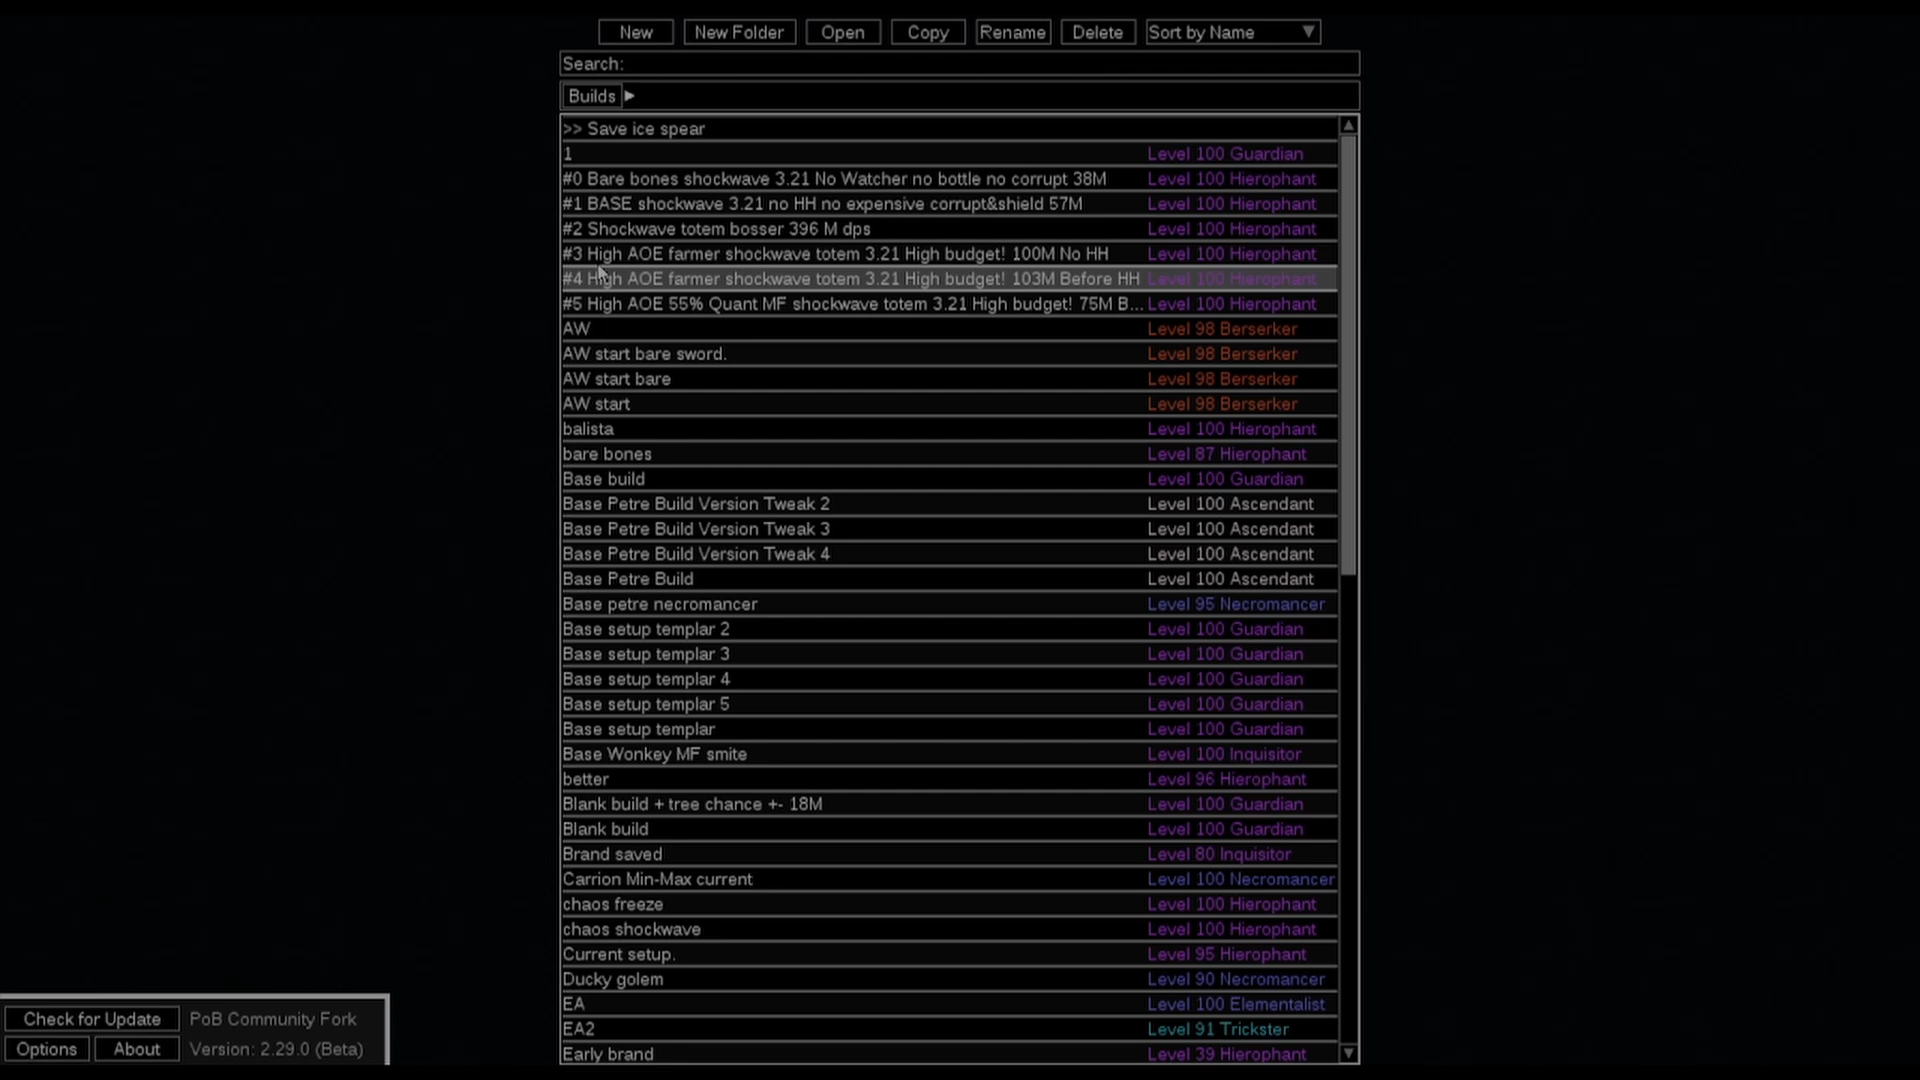 New New Folder Open Copy Rename Delete Sort by Name
Search:
Builds
>> Save ice spear
1 Level 100 Guardian
#0 Bare bones shockwave 3.21 No Watcher no bottle no corrupt 38M Level 100 Hierophant
#1 BASE shockwave 3.21 no HH no expensive corrupt&shield 57M Level 100 Hierophant
#2 Shockwave totem bosser 396 M dps Level 100 Hierophant
#3 High AOE farmer shockwave totem 3.21 High budget! 100M No HH Level 100 Hierophant
#4 High AOE farmer shockwave totem 3.21 High budget! 103M Before HH Level 100 Hierophant
#5 High AOE 55% Quant MF shockwave totem 3.21 High budget! 75M B... Level 100 Hierophant
AW Level 98 Berserker
AW start bare sword. Level 98 Berserker
AW start bare Level 98 Berserker
AW start Level 98 Berserker
balista Level 100 Hierophant
bare bones Level 87 Hierophant
Base build Level 100 Guardian
Base Petre Build Version Tweak 2 Level 100 Ascendant
Base Petre Build Version Tweak 3 Level 100 Ascendant
Base Petre Build Version Tweak 4 Level 100 Ascendant
Base Petre Build Level 100 Ascendant
Base petre necromancer Level 95 Necromancer
Base setup templar 2 Level 100 Guardian
Base setup templar 3 Level 100 Guardian
Base setup templar 4 Level 100 Guardian
Base setup templar 5 Level 100 Guardian
Base setup templar Level 100 Guardian
Base Wonkey MF smite Level 100 Inquisitor
better Level 96 Hierophant
Blank build + tree chance +- 18M Level 100 Guardian
Blank build Level 100 Guardian
Brand saved Level 80 Inquisitor
Carrion Min-Max current Level 100 Necromancer
chaos freeze Level 100 Hierophant
chaos shockwave Level 100 Hierophant
Current setup. Level 95 Hierophant
Ducky golem Level 90 Necromancer
EA Level 100 Elementalist
EA2 Level 91 Trickster
Early brand Level 39 Hierophant
Check for Update PoB Community Fork
Options About Version: 2.29.0 (Beta)